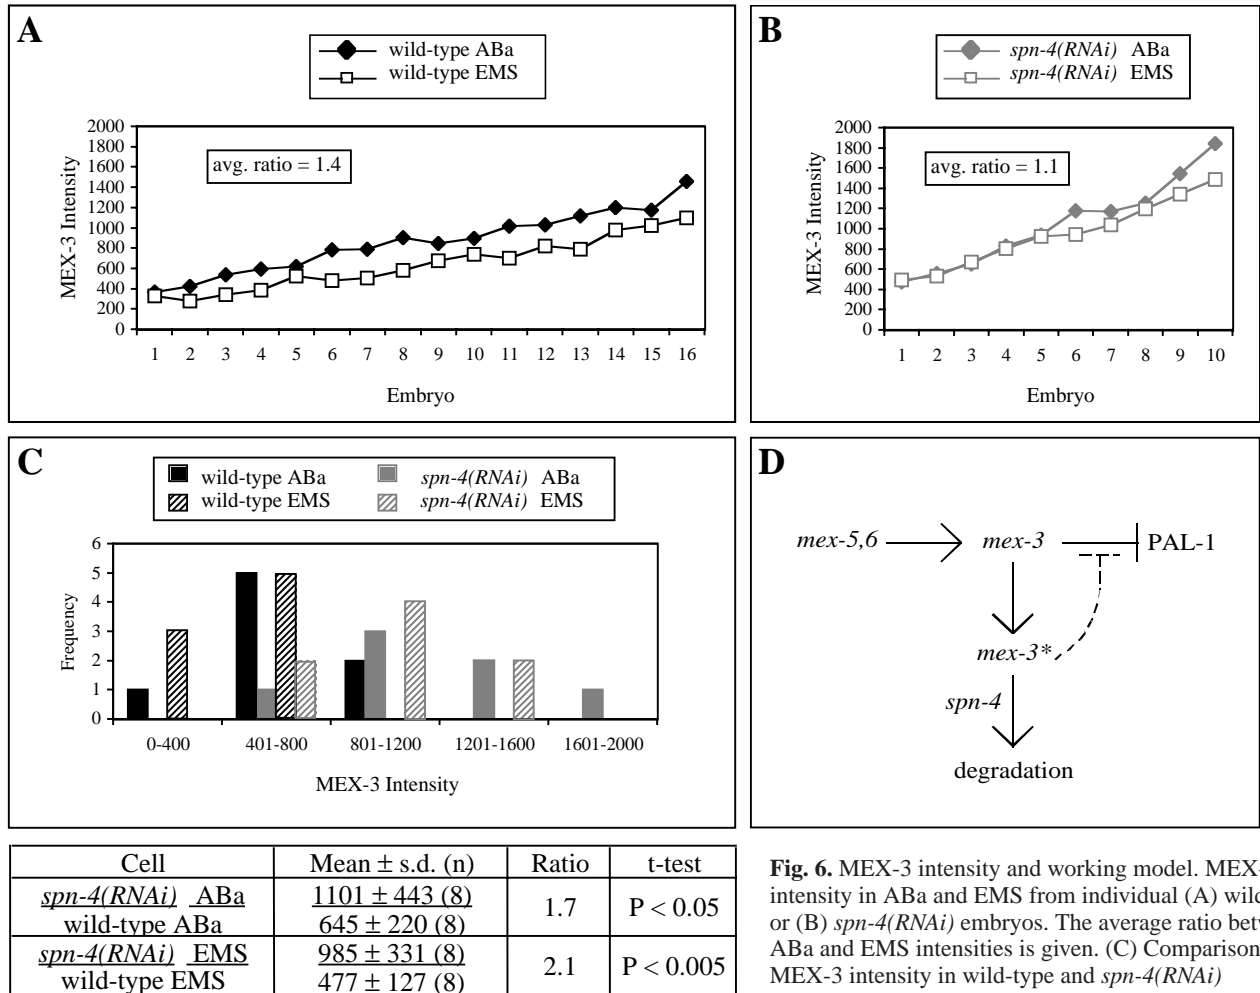 A
wild-type ABa
wild-type EMS
MEX-3 Intensity
2000
1800
1600
1400
1200
1000
800
600
400
200
0
avg. ratio = 1.4
1 2 3 4 5 6 7 8 9 10 11 12 13 14 15 16
Embryo
B
spn-4(RNAi) ABa
spn-4(RNAi) EMS
MEX-3 Intensity
2000
1800
1600
1400
1200
1000
800
600
400
200
0
avg. ratio = 1.1
1 2 3 4 5 6 7 8 9 10
Embryo
C
wild-type ABa spn-4(RNAi) ABa
wild-type EMS spn-4(RNAi) EMS
Frequency
6
5
4
3
2
1
0
0-400 401-800 801-1200 1201-1600 1601-2000
MEX-3 Intensity
D
mex-5,6 mex-3 PAL-1
mex-3*
spn-4
degradation
Cell Mean ± s.d. (n) Ratio t-test
spn-4(RNAi) ABa 1101 ± 443 (8)
1.7 P < 0.05
wild-type ABa 645 ± 220 (8)
spn-4(RNAi) EMS 985 ± 331 (8)
2.1 P < 0.005
wild-type EMS 477 ± 127 (8)
Fig. 6. MEX-3 intensity and working model. MEX-
intensity in ABa and EMS from individual (A) wild
or (B) spn-4(RNAi) embryos. The average ratio bet
ABa and EMS intensities is given. (C) Comparison
MEX-3 intensity in wild-type and spn-4(RNAi)